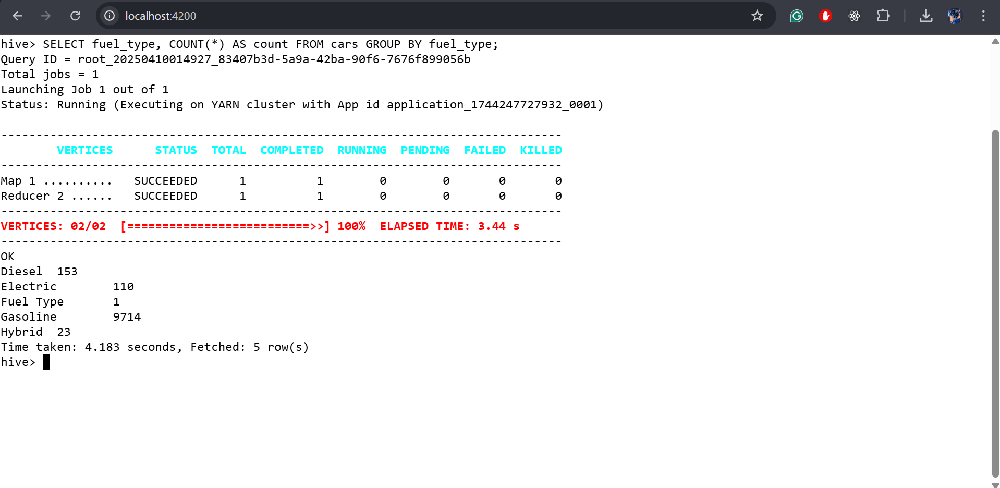 localhost:4200
hive> SELECT fuel_type, COUNT(*) AS count FROM cars GROUP BY fuel_type;
Query ID = root_20250410014927_83407b3d-5a9a-42ba-90f6-7676f899056b
Total jobs = 1
Launching Job 1 out of 1
Status: Running (Executing on YARN cluster with App id application_1744247727932_0001)
--------------------------------------------------------------------------------
        VERTICES      STATUS  TOTAL  COMPLETED  RUNNING  PENDING  FAILED  KILLED
--------------------------------------------------------------------------------
Map 1 ..........   SUCCEEDED      1          1        0        0       0       0
Reducer 2 ......   SUCCEEDED      1          1        0        0       0       0
--------------------------------------------------------------------------------
VERTICES: 02/02  [==========================>>] 100%  ELAPSED TIME: 3.44 s
--------------------------------------------------------------------------------
OK
Diesel  153
Electric        110
Fuel Type       1
Gasoline        9714
Hybrid  23
Time taken: 4.183 seconds, Fetched: 5 row(s)
hive>